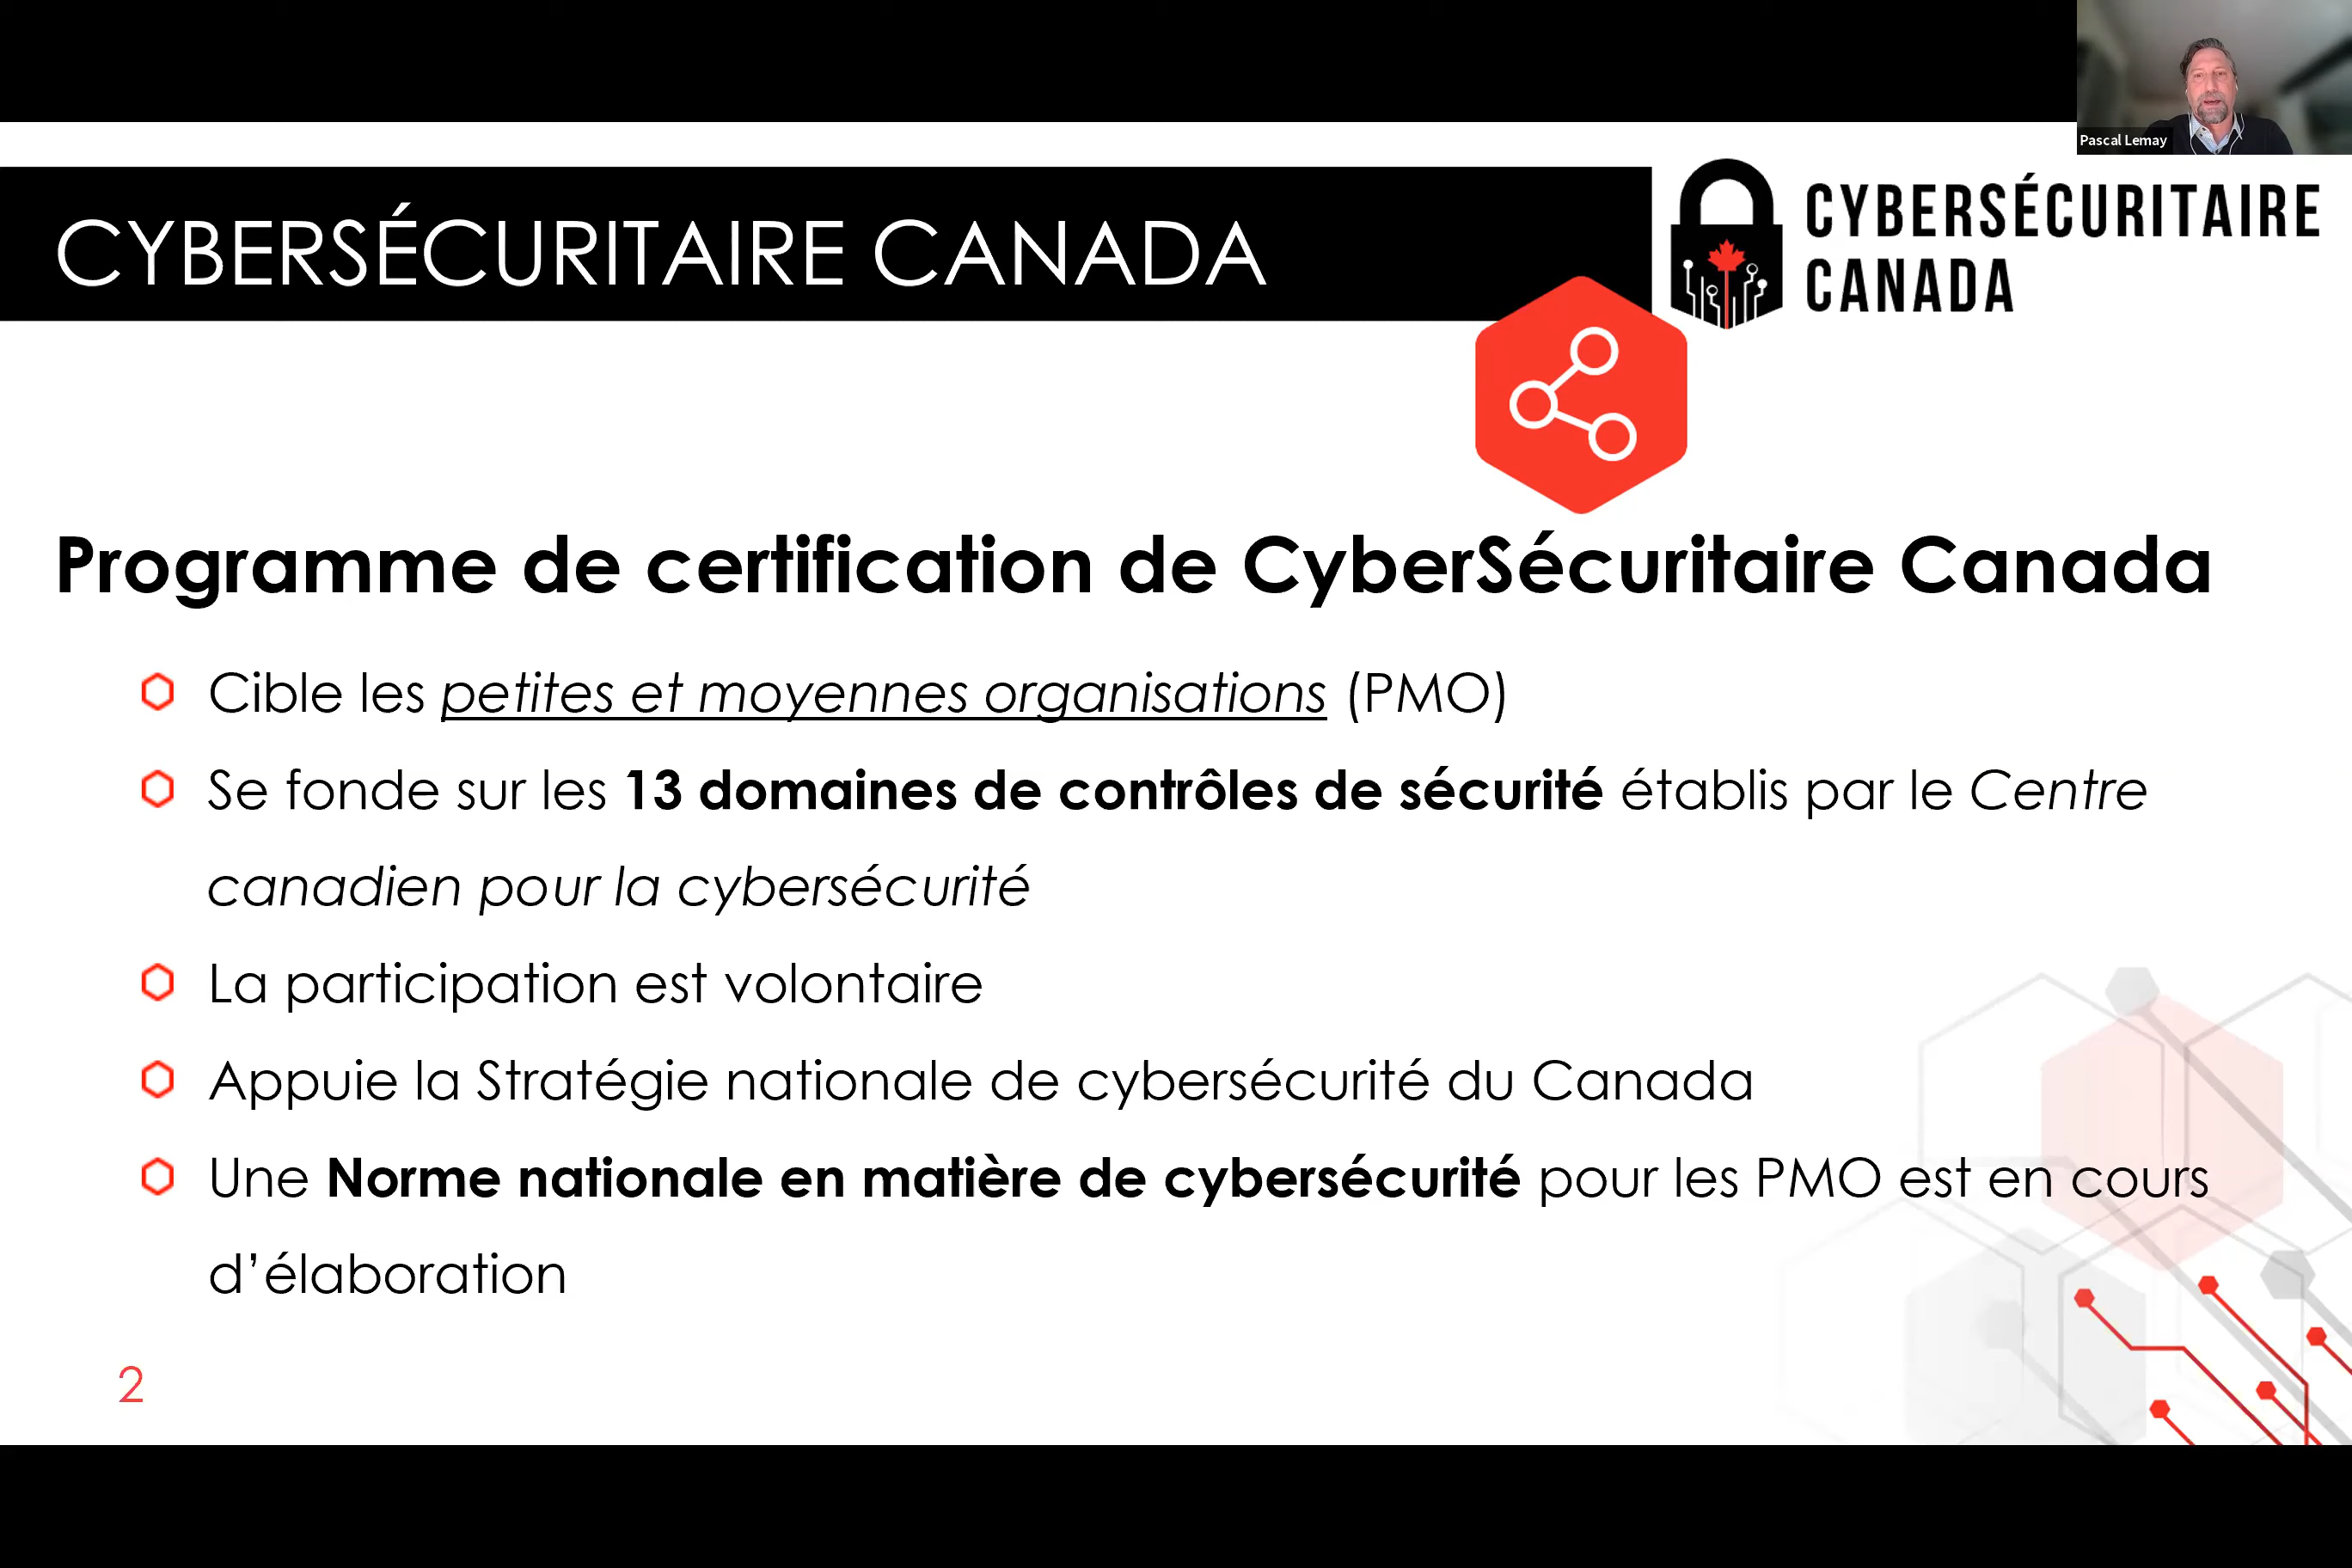 Pascal Lemay
CYBERSÉCURITAIRE CANADA
CYBERSÉCURITAIRE
CANADA
Programme de certification de CyberSécuritaire Canada
Cible les petites et moyennes organisations (PMO)
Se fonde sur les 13 domaines de contrôles de sécurité établis par le Centre
canadien pour la cybersécurité
La participation est volontaire
Appuie la Stratégie nationale de cybersécurité du Canada
Une Norme nationale en matière de cybersécurité pour les PMO est en cours
d’élaboration
2